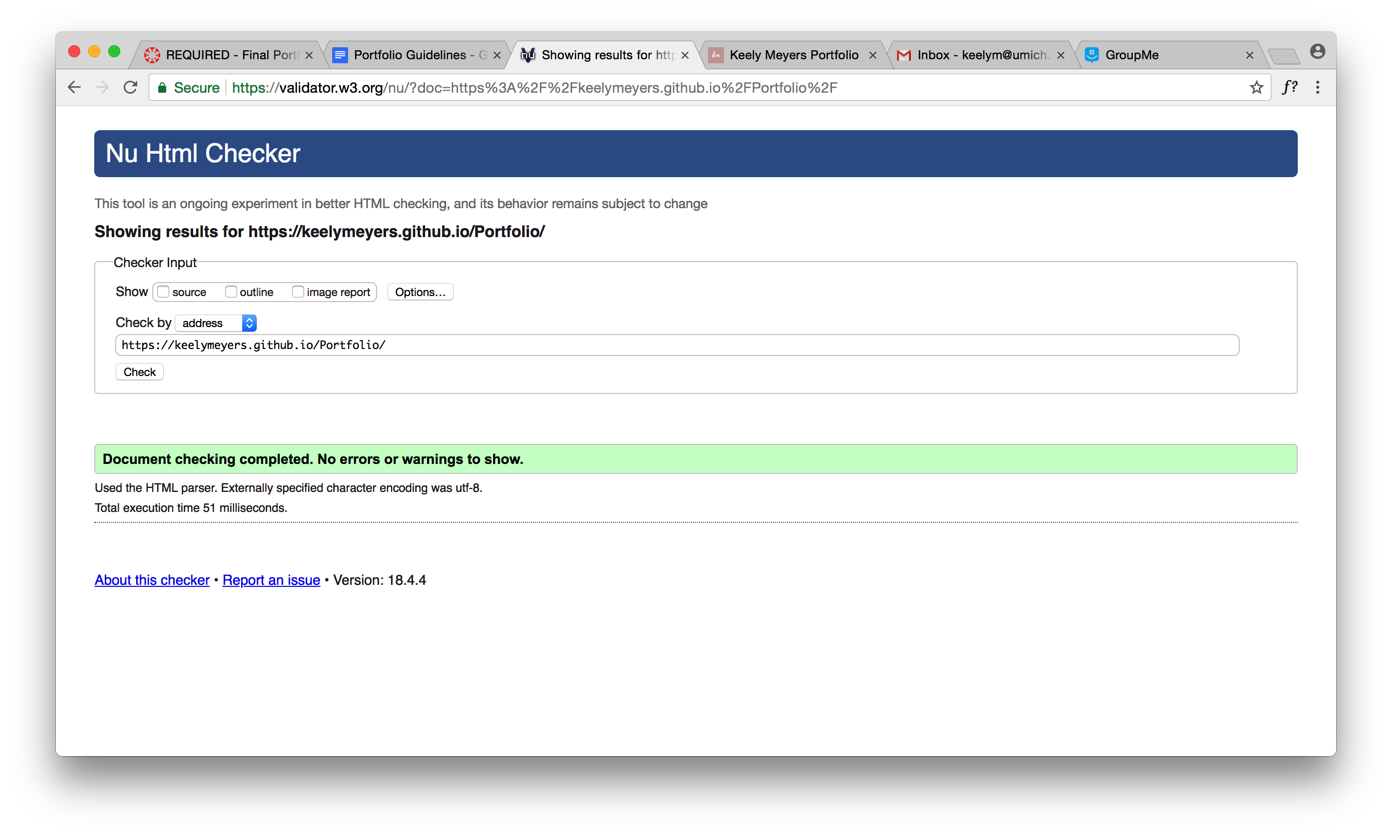 REQUIRED - Final Port
Portfolio Guidelines - G
Showing results for http
Keely Meyers Portfolio
Inbox - keelym@umich.
GroupMe
Secure https://validator.w3.org/nu/?doc=https%3A%2F%2Fkeelymeyers.github.io%2FPortfolio%2F
f?
Nu Html Checker
This tool is an ongoing experiment in better HTML checking, and its behavior remains subject to change
Showing results for https://keelymeyers.github.io/Portfolio/
Checker Input
Show source outline image report Options...
Check by address
https://keelymeyers.github.io/Portfolio/
Check
Document checking completed. No errors or warnings to show.
Used the HTML parser. Externally specified character encoding was utf-8.
Total execution time 51 milliseconds.
About this checker • Report an issue • Version: 18.4.4